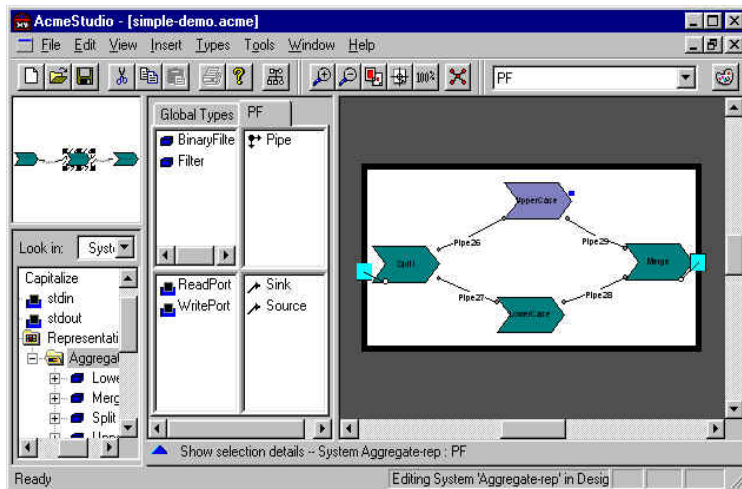 AcmeStudio - [simple-demo.acme]
File Edit View Insert Types Tools Window Help
100% PF
Global Types PF
BinaryFilte Pipe
Filter
ReadPort Sink
WritePort Source
Look in: Syst
Capitalize
stdin
stdout
Representati
Aggregat
Lowe
Merg
Split
UpperCase
Pipe26 Pipe29
Split Merge
Pipe27 Pipe28
LowerCase
Show selection details -- System Aggregate-rep : PF
Ready Editing System 'Aggregate-rep' in Desig